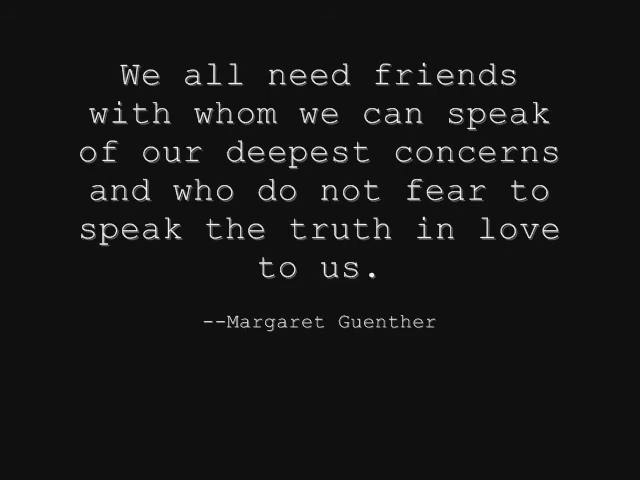 We all need friends
with whom we can speak
of our deepest concerns
and who do not fear to
speak the truth in love
to us.
--Margaret Guenther